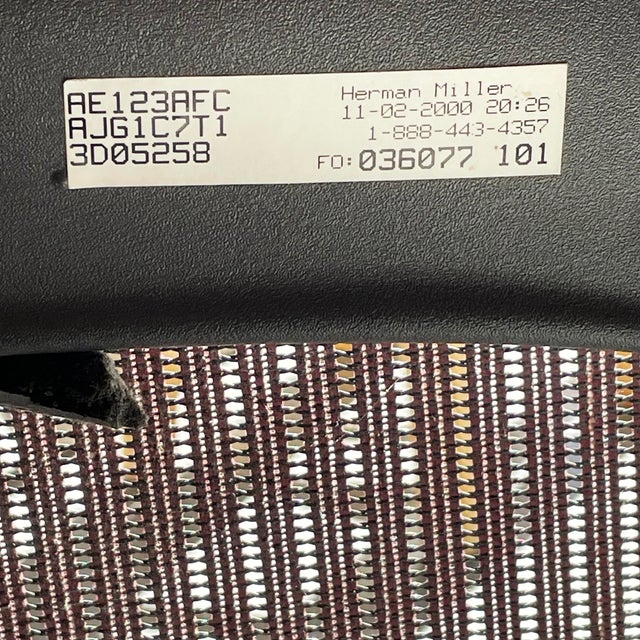 AE123AFC
AJG1C7T1
3D05258
Herman Miller
11-02-2000 20:26
1-888-443-4357
FO: 036077 101